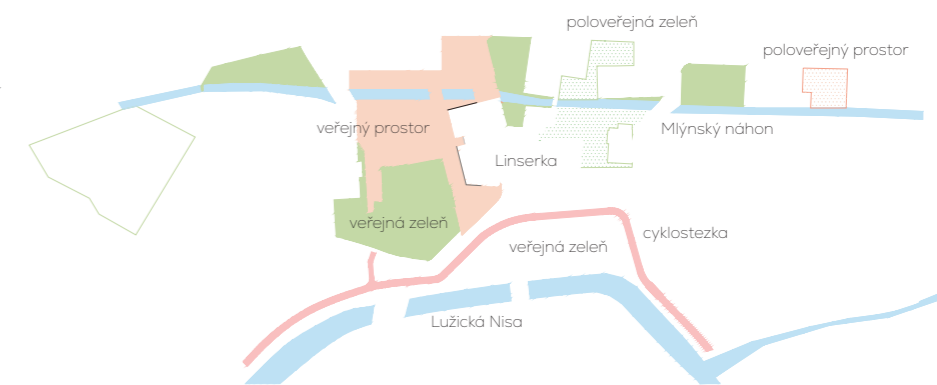 poloveřejná zeleň
poloveřejný prostor
veřejný prostor
Mlýnský náhon
Linserka
veřejná zeleň
cyklostezka
veřejná zeleň
Lužická Nisa